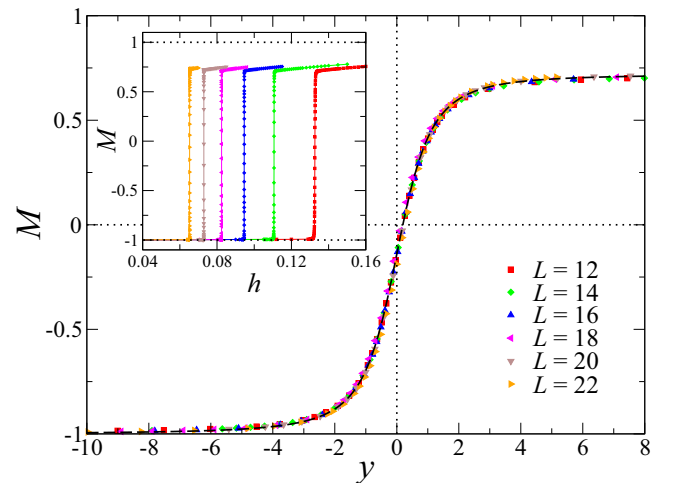 1
0.5
0
-0.5
-1
M
1
0.5
0
-0.5
-1
M
0.04 0.08 0.12 0.16
h
L = 12
L = 14
L = 16
L = 18
L = 20
L = 22
-10 -8 -6 -4 -2 0 2 4 6 8
y